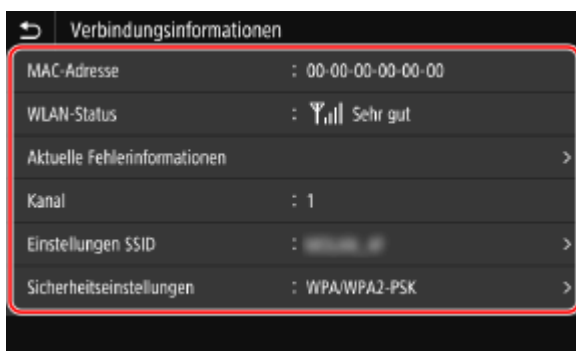 Verbindungsinformationen
MAC-Adresse : 00-00-00-00-00-00
WLAN-Status : Sehr gut
Aktuelle Fehlerinformationen >
Kanal : 1
Einstellungen SSID : >
Sicherheitseinstellungen : WPA/WPA2-PSK >